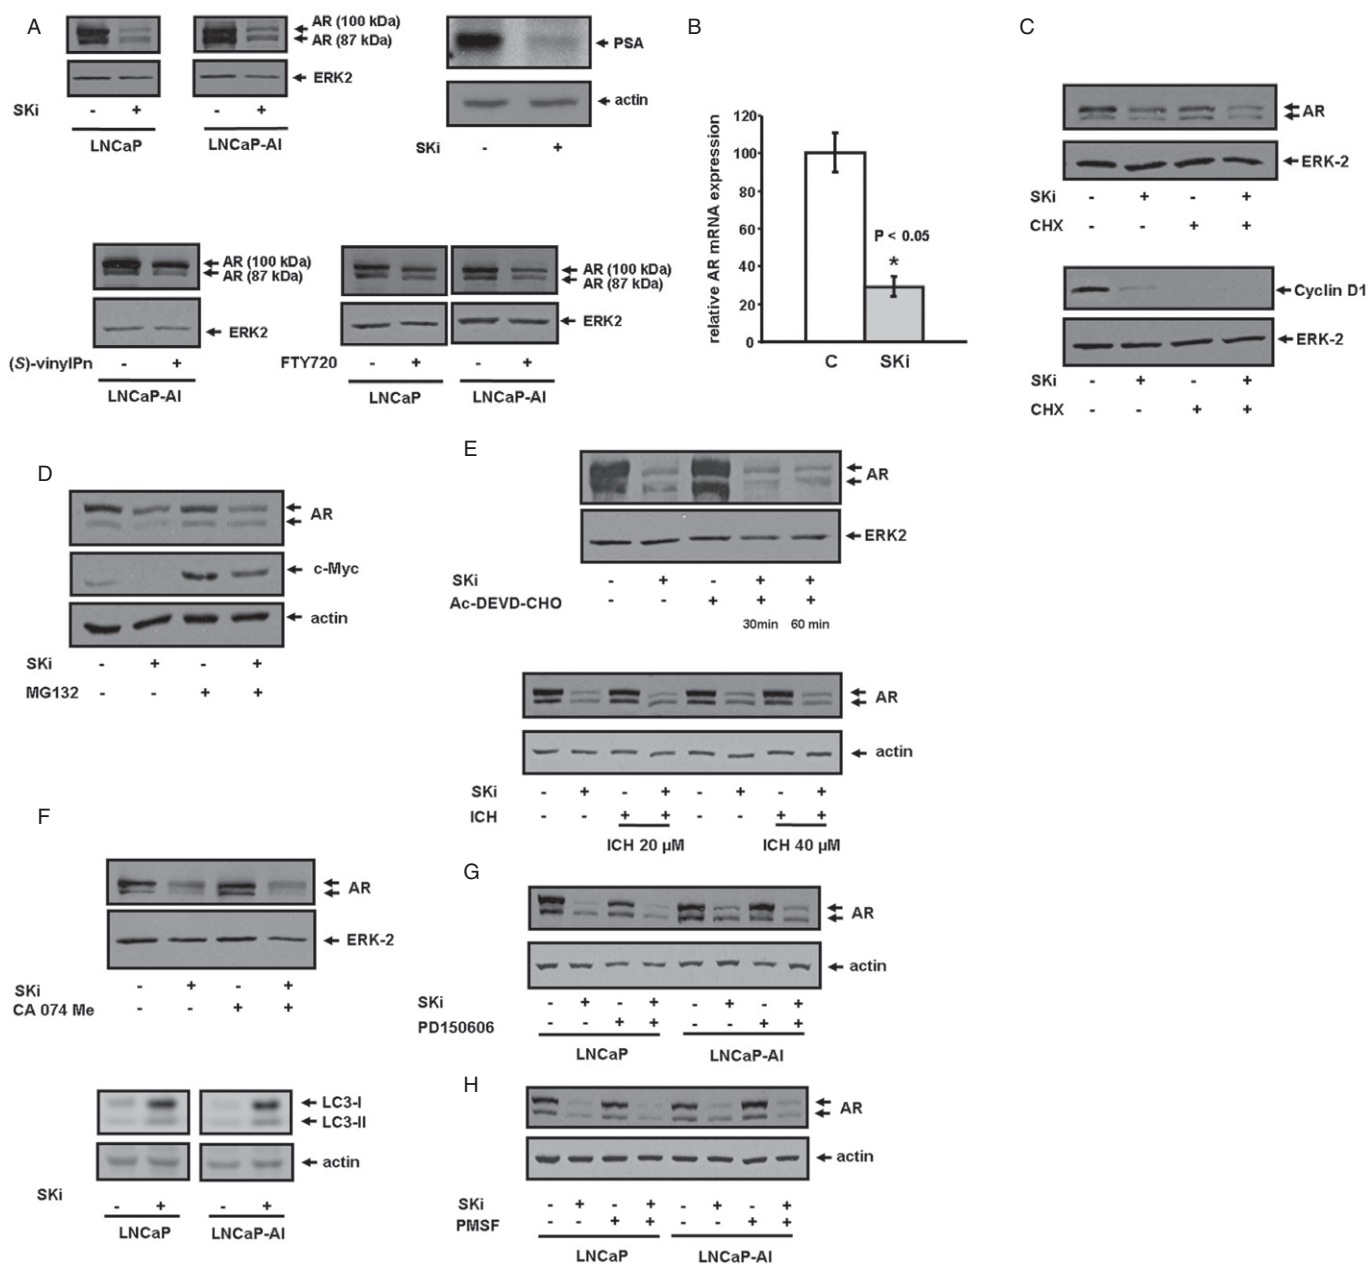 A
AR (100 kDa)
AR (87 kDa)
ERK2
SKi - + - +
LNCaP LNCaP-AI
PSA
actin
SKi - +
AR (100 kDa)
AR (87 kDa)
ERK2
(S)-vinylPn - +
LNCaP-AI
AR (100 kDa)
AR (87 kDa)
ERK2
FTY720 - + - +
LNCaP LNCaP-AI
B
relative AR mRNA expression
120
100
80
60
40
20
0
P < 0.05
*
C SKi
C
AR
ERK-2
SKi - + - +
CHX - - + +
Cyclin D1
ERK-2
SKi - + - +
CHX - - + +
D
AR
c-Myc
actin
SKi - + - +
MG132 - - + +
E
AR
ERK2
SKi - + - + +
Ac-DEVD-CHO - - + + +
30min 60 min
AR
actin
SKi - + - + - + - +
ICH - - + + - - + +
ICH 20 µM ICH 40 µM
F
AR
ERK-2
SKi - + - +
CA 074 Me - - + +
LC3-I
LC3-II
actin
SKi - + - +
LNCaP LNCaP-AI
G
AR
actin
SKi - + - + - + - +
PD150606 - - + + - - + +
LNCaP LNCaP-AI
H
AR
actin
SKi - + - + - + - +
PMSF - - + + - - + +
LNCaP LNCaP-AI